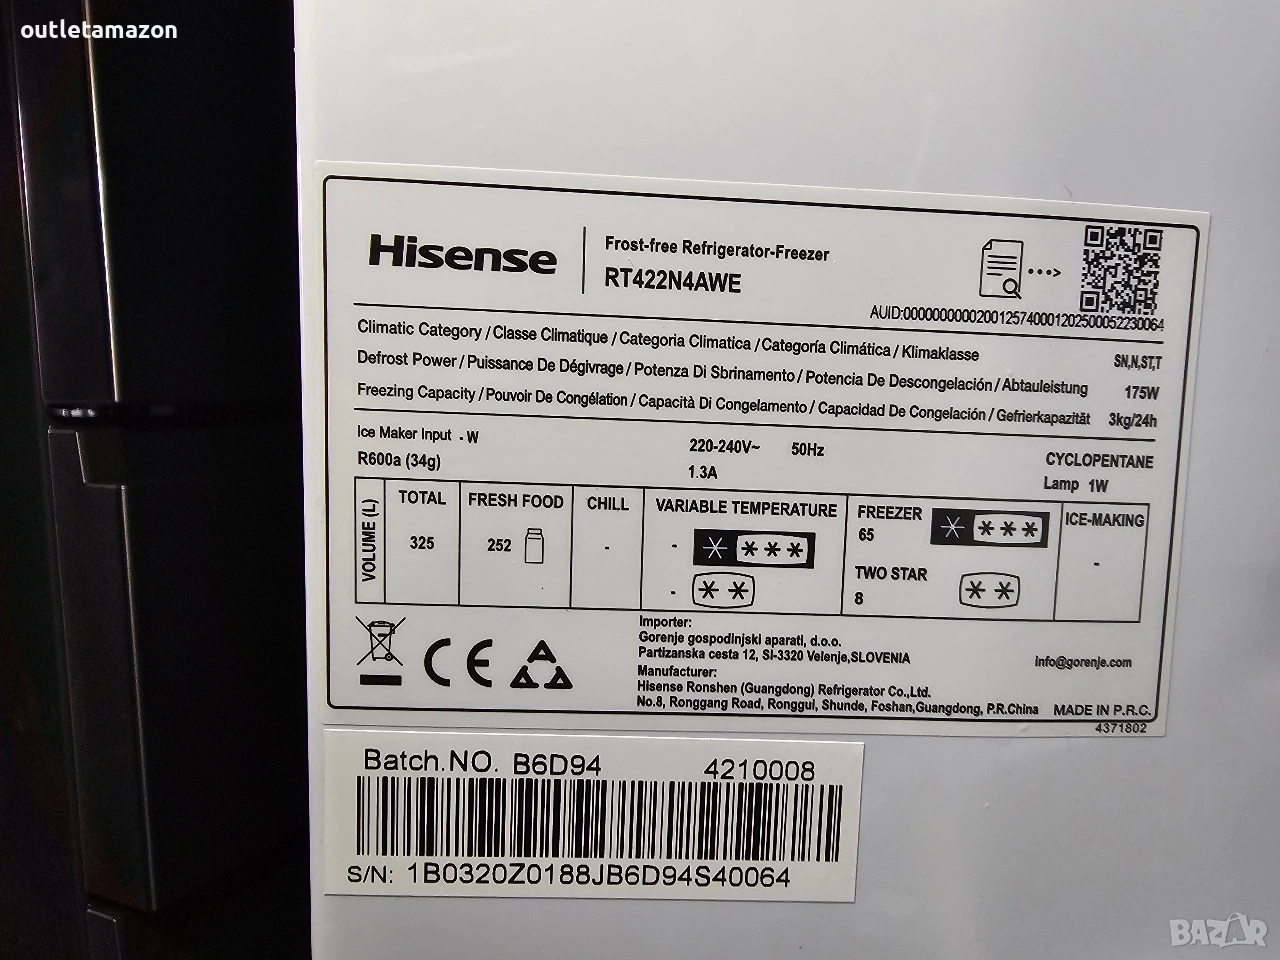 outletamazon
Hisense
Frost-free Refrigerator-Freezer
RT422N4AWE
AUID:0000000000200125740001202500052230064
Climatic Category / Classe Climatique / Categoria Climatica / Categoría Climática / Klimaklasse SN,N,ST,T
Defrost Power / Puissance De Dégivrage / Potenza Di Sbrinamento / Potencia De Descongelación / Abtauleistung 175W
Freezing Capacity / Pouvoir De Congélation / Capacità Di Congelamento / Capacidad De Congelación / Gefrierkapazität 3kg/24h
Ice Maker Input - W 220-240V~ 50Hz CYCLOPENTANE
R600a (34g) 1.3A Lamp 1W
VOLUME (L)
TOTAL FRESH FOOD CHILL VARIABLE TEMPERATURE FREEZER ICE-MAKING
325 252 - - 65 -
- TWO STAR
8
Importer:
Gorenje gospodinjski aparati, d.o.o.
Partizanska cesta 12, SI-3320 Velenje,SLOVENIA info@gorenje.com
Manufacturer:
Hisense Ronshen (Guangdong) Refrigerator Co.,Ltd.
No.8, Ronggang Road, Ronggui, Shunde, Foshan,Guangdong, P.R.China MADE IN P.R.C.
4371802
CE
Batch.NO. B6D94 4210008
S/N: 1B0320Z0188JB6D94S40064
BAZAR